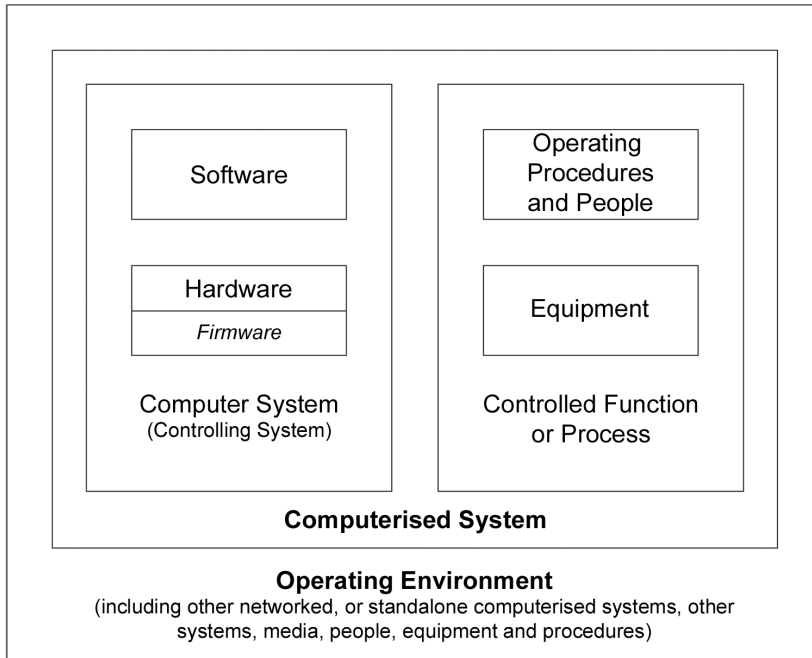 Software
Hardware
Firmware
Computer System
(Controlling System)
Operating
Procedures
and People
Equipment
Controlled Function
or Process
Computerised System
Operating Environment
(including other networked, or standalone computerised systems, other
systems, media, people, equipment and procedures)